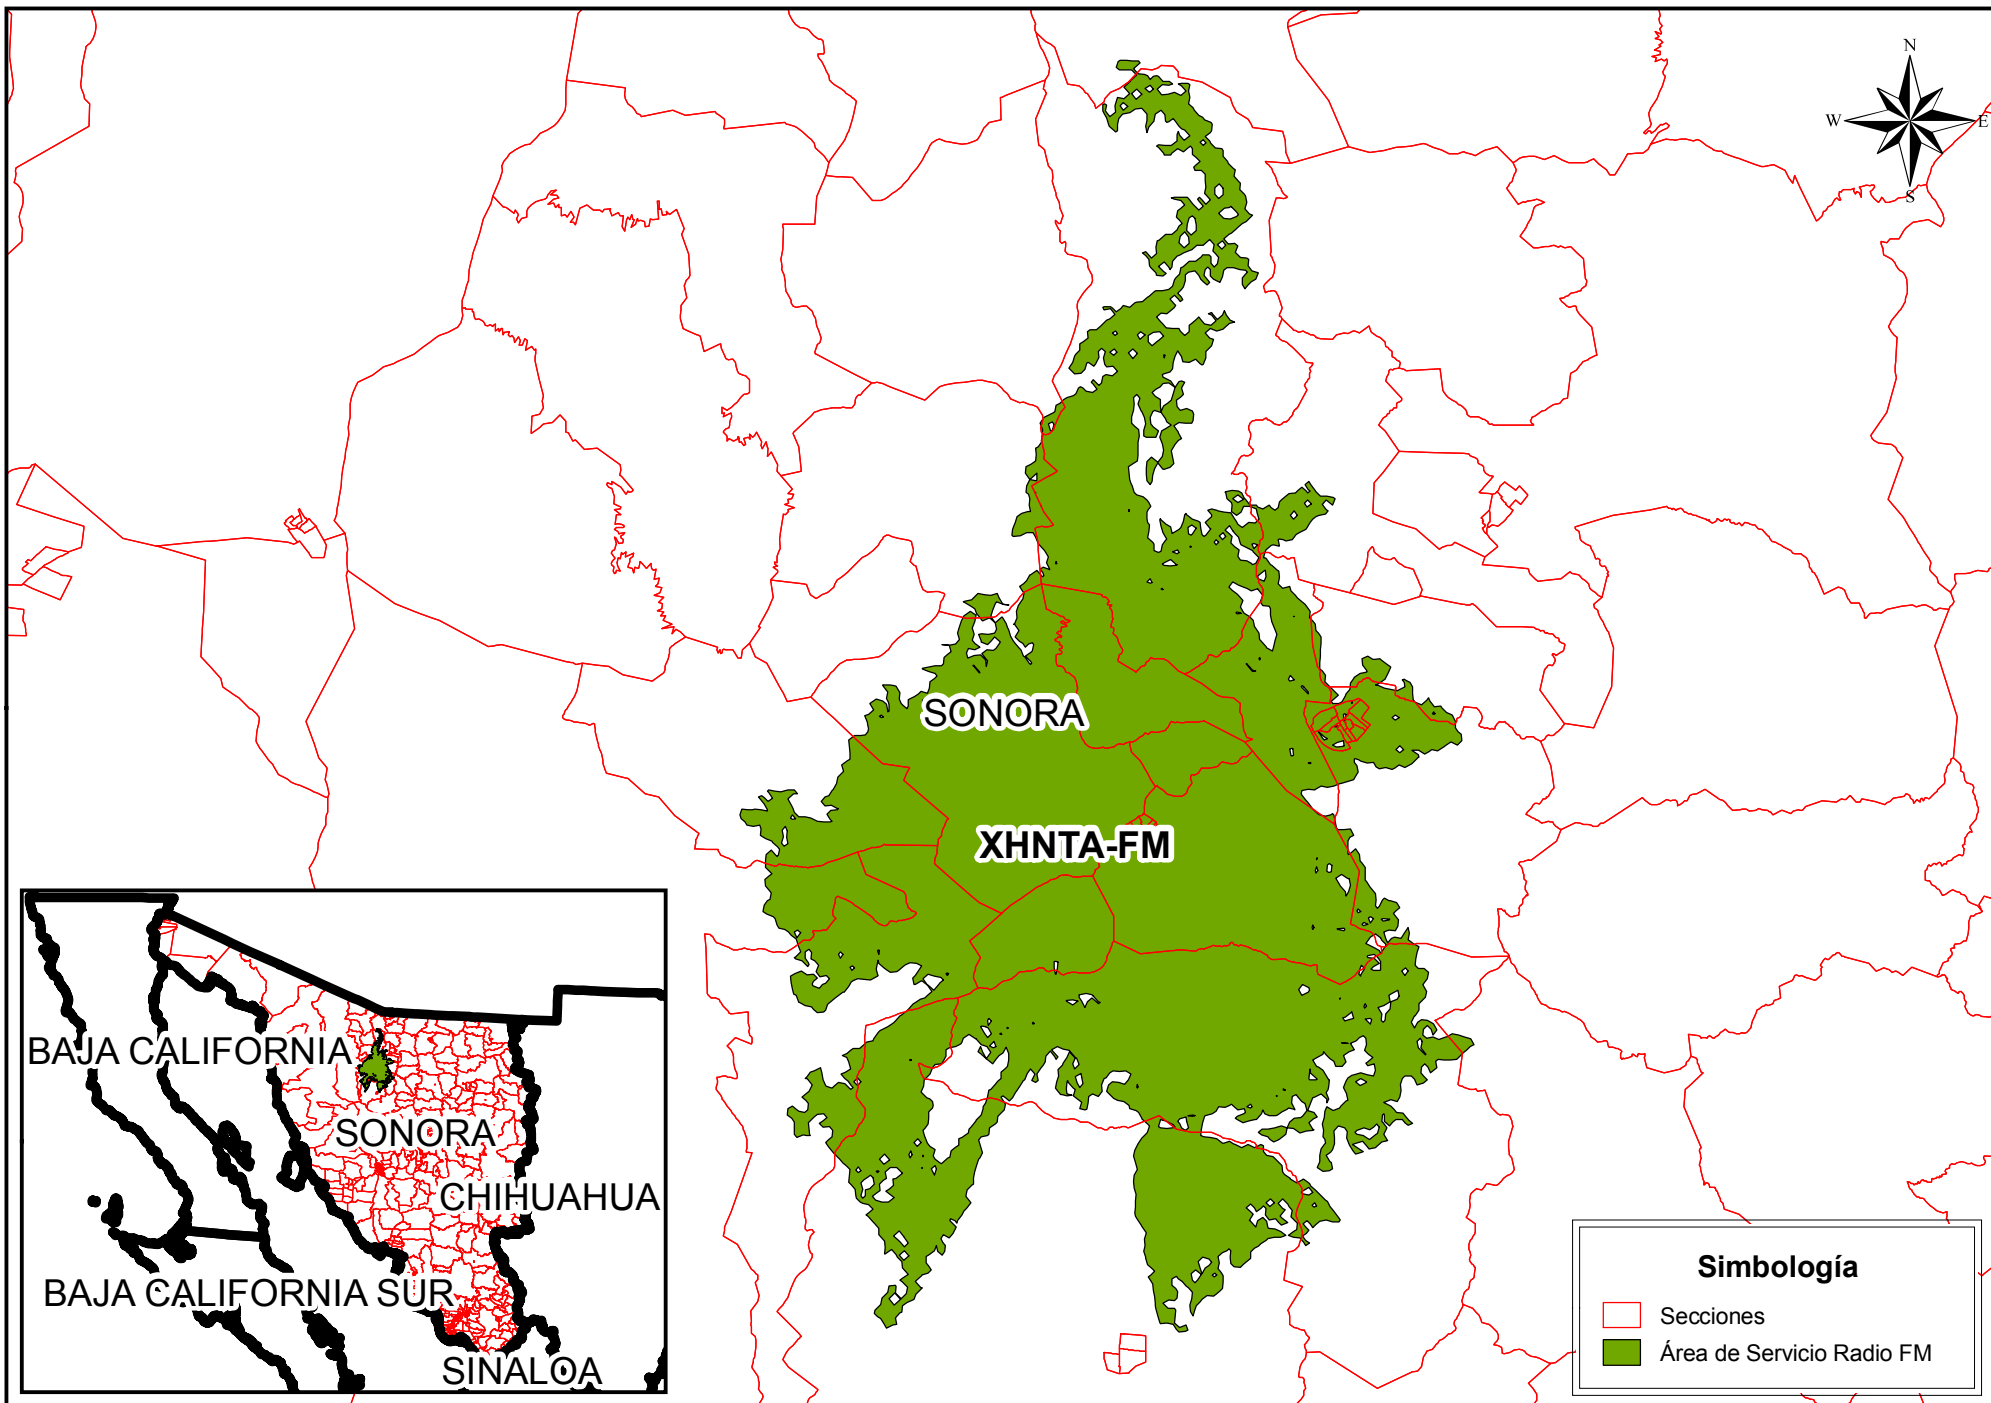 N
W E
S
SONORA
XHNTA-FM
BAJA CALIFORNIA
SONORA
CHIHUAHUA
BAJA CALIFORNIA SUR
SINALOA
Simbología
Secciones
Área de Servicio Radio FM